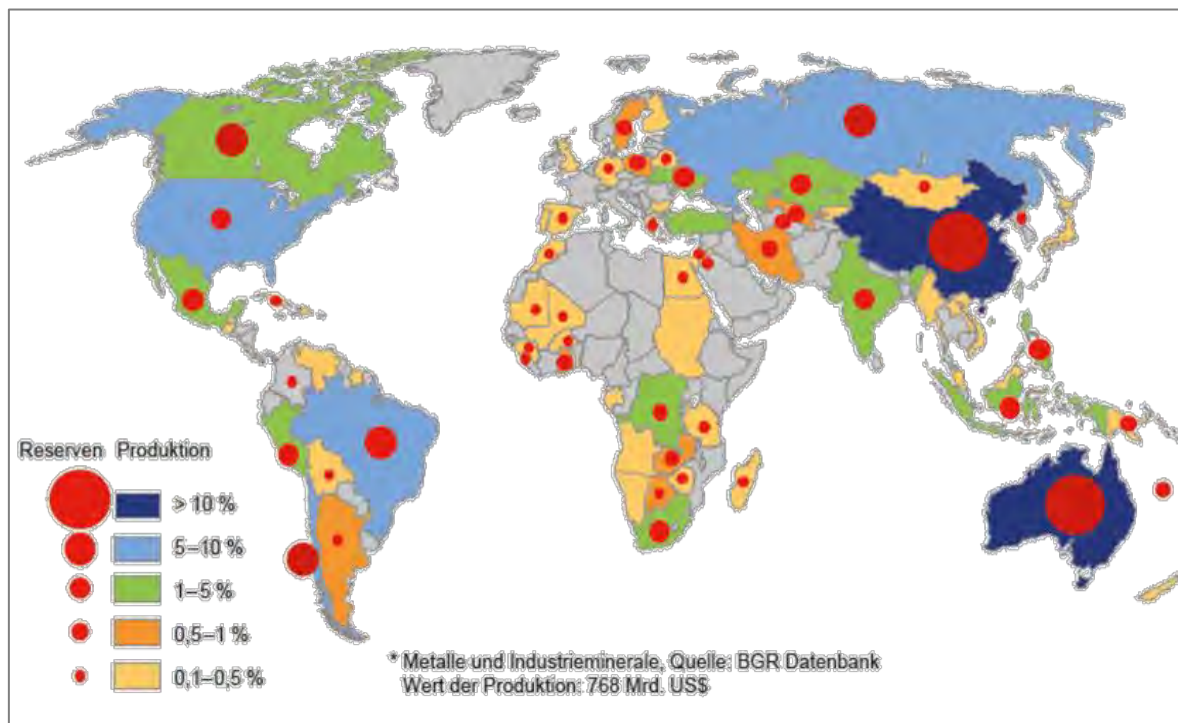 Reserven Produktion
> 10 %
5–10 %
1–5 %
0,5–1 %
0,1–0,5 %
* Metalle und Industrieminerale, Quelle: BGR Datenbank
Wert der Produktion: 768 Mrd. US$